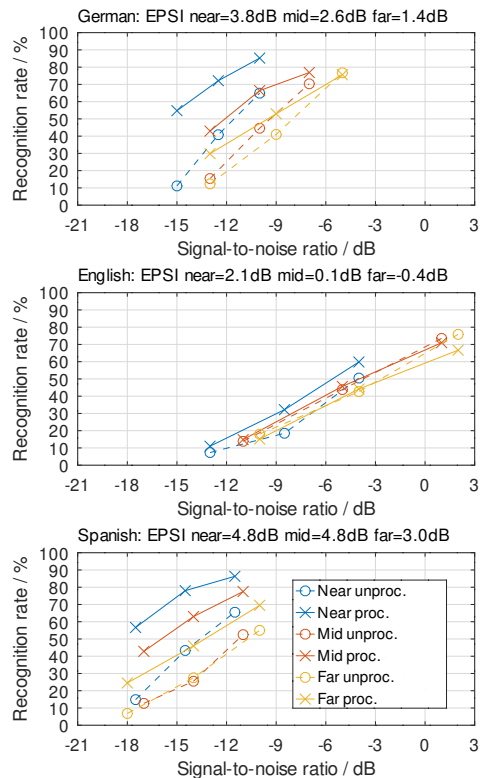 German: EPSI near=3.8dB mid=2.6dB far=1.4dB
Recognition rate / %
100
90
80
70
60
50
40
30
20
10
0
-21 -18 -15 -12 -9 -6 -3 0 3
Signal-to-noise ratio / dB
English: EPSI near=2.1dB mid=0.1dB far=-0.4dB
Recognition rate / %
100
90
80
70
60
50
40
30
20
10
0
-21 -18 -15 -12 -9 -6 -3 0 3
Signal-to-noise ratio / dB
Spanish: EPSI near=4.8dB mid=4.8dB far=3.0dB
Recognition rate / %
100
90
80
70
60
50
40
30
20
10
0
-21 -18 -15 -12 -9 -6 -3 0 3
Signal-to-noise ratio / dB
Near unproc.
Near proc.
Mid unproc.
Mid proc.
Far unproc.
Far proc.